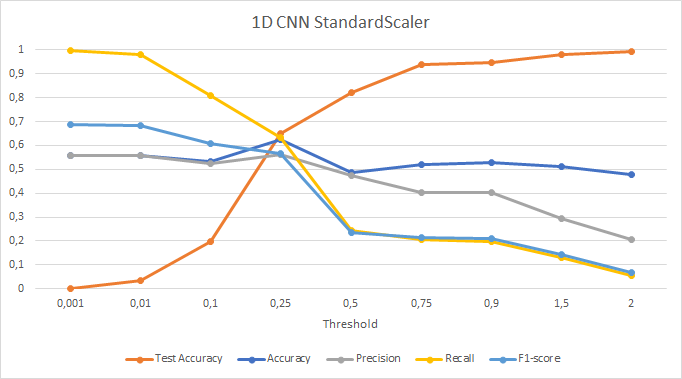 1D CNN StandardScaler
1
0,9
0,8
0,7
0,6
0,5
0,4
0,3
0,2
0,1
0
0,001 0,01 0,1 0,25 0,5 0,75 0,9 1,5 2
Threshold
Test Accuracy Accuracy Precision Recall F1-score